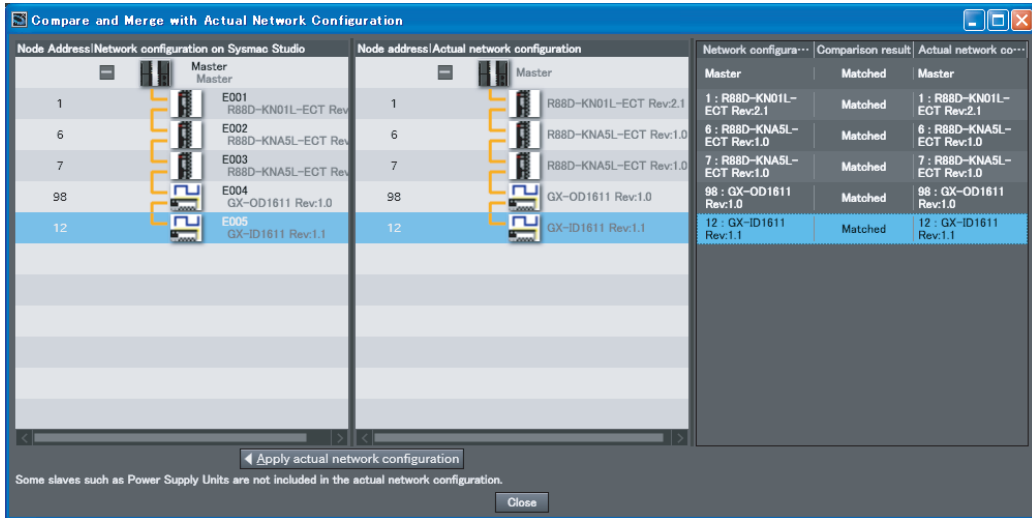 Compare and Merge with Actual Network Configuration
Node Address|Network configuration on Sysmac Studio
Master
Master
1
E001
R88D-KN01L-ECT Rev
6
E002
R88D-KNA5L-ECT Rev
7
E003
R88D-KNA5L-ECT Rev
98
E004
GX-OD1611 Rev:1.0
12
E005
GX-ID1611 Rev:1.1
Node address|Actual network configuration
Master
1
R88D-KN01L-ECT Rev:2.1
6
R88D-KNA5L-ECT Rev:1.0
7
R88D-KNA5L-ECT Rev:1.0
98
GX-OD1611 Rev:1.0
12
GX-ID1611 Rev:1.1
Network configura··· Comparison result Actual network co···
Master Matched Master
1 : R88D-KN01L-
ECT Rev:2.1
Matched
1 : R88D-KN01L-
ECT Rev:2.1
6 : R88D-KNA5L-
ECT Rev:1.0
Matched
6 : R88D-KNA5L-
ECT Rev:1.0
7 : R88D-KNA5L-
ECT Rev:1.0
Matched
7 : R88D-KNA5L-
ECT Rev:1.0
98 : GX-OD1611
Rev:1.0
Matched
98 : GX-OD1611
Rev:1.0
12 : GX-ID1611
Rev:1.1
Matched
12 : GX-ID1611
Rev:1.1
Apply actual network configuration
Some slaves such as Power Supply Units are not included in the actual network configuration.
Close